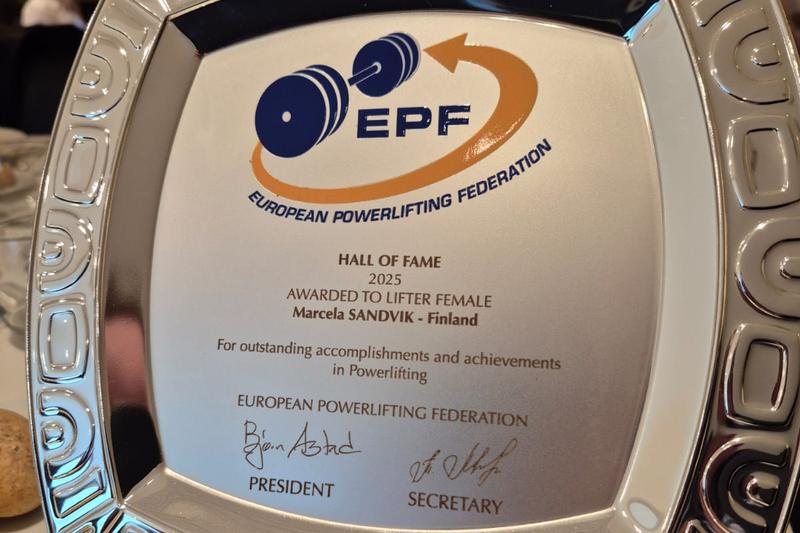 EPF
EUROPEAN POWERLIFTING FEDERATION
HALL OF FAME
2025
AWARDED TO LIFTER FEMALE
Marcela SANDVIK - Finland
For outstanding accomplishments and achievements
in Powerlifting
EUROPEAN POWERLIFTING FEDERATION
PRESIDENT
SECRETARY